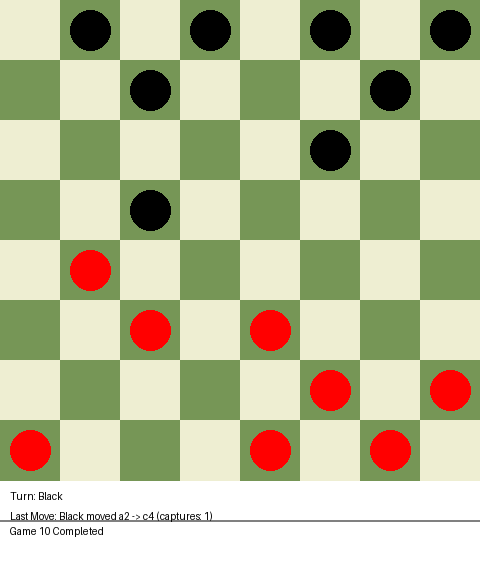 Turn: Black
Last Move: Black moved a2 -> c4 (captures: 1)
Game 10 Completed